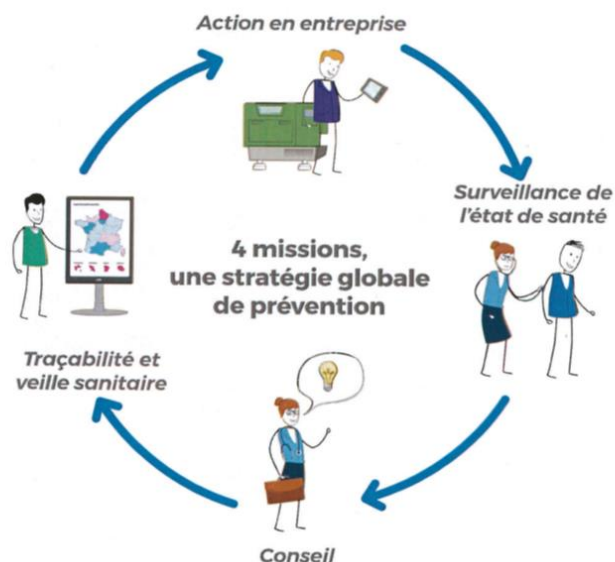 Action en entreprise
Surveillance de
l'état de santé
4 missions,
une stratégie globale
de prévention
Traçabilité et
veille sanitaire
Conseil